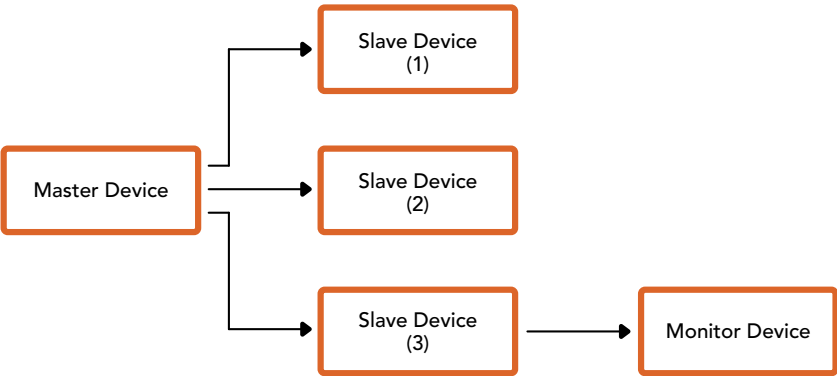 Slave Device
(1)
Master Device
Slave Device
(2)
Slave Device
(3)
Monitor Device